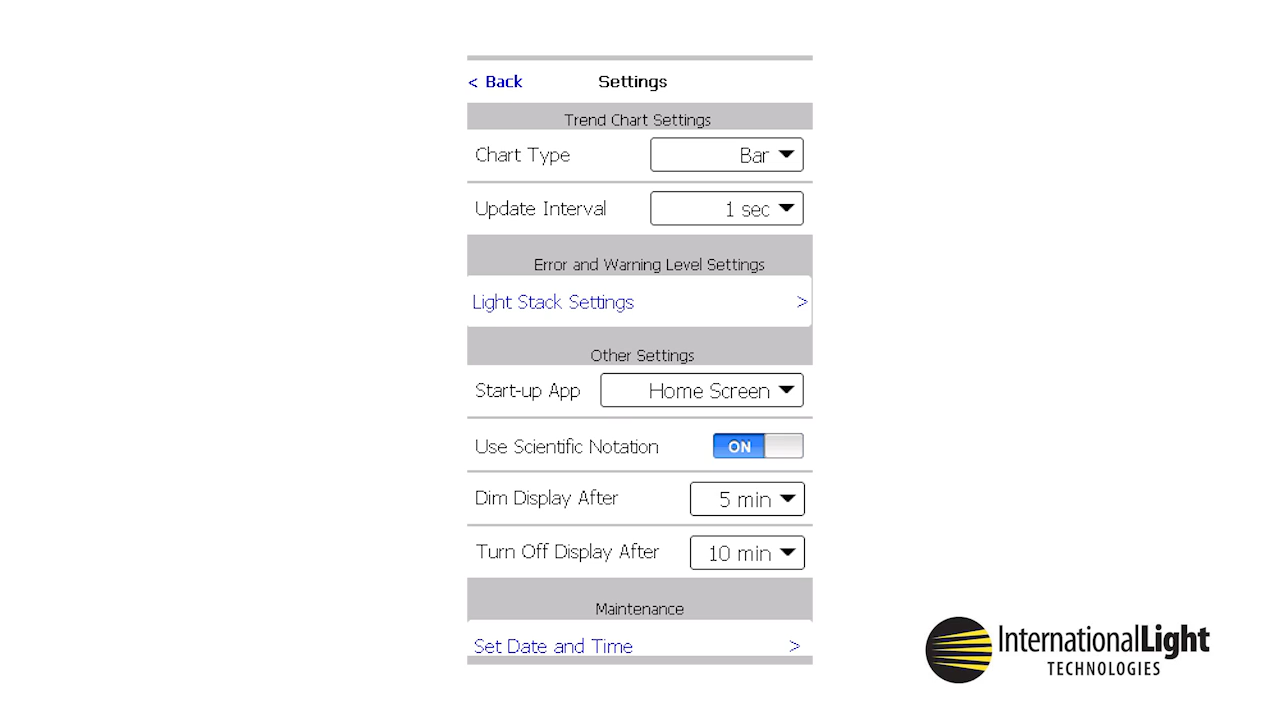 < Back Settings
Trend Chart Settings
Chart Type Bar
Update Interval 1 sec
Error and Warning Level Settings
Light Stack Settings >
Other Settings
Start-up App Home Screen
Use Scientific Notation ON
Dim Display After 5 min
Turn Off Display After 10 min
Maintenance
Set Date and Time >
InternationalLight
TECHNOLOGIES